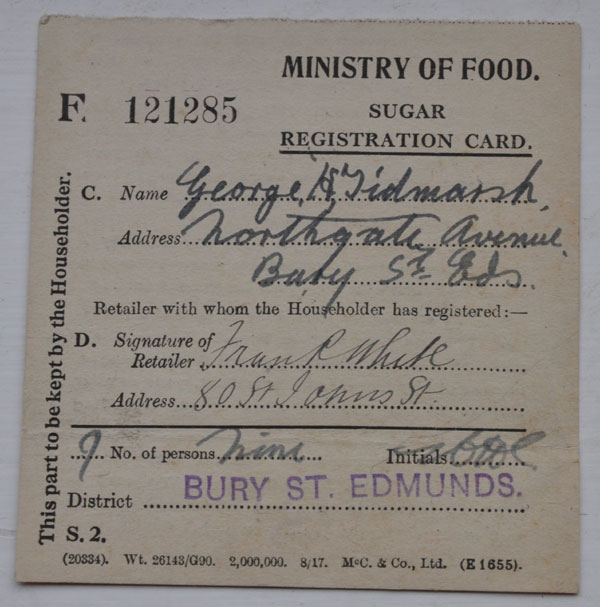 MINISTRY OF FOOD.
F. 121285
SUGAR
REGISTRATION CARD.
C. Name George H Tidmarsh.
Address Northgate Avenue.
Bury St. Eds.
Retailer with whom the Householder has registered:—
D. Signature of
Retailer Frank White
Address 80 St Johns St.
9 No. of persons nine Initials
District BURY ST. EDMUNDS.
S. 2.
(20334). Wt. 26143/G90. 2,000,000. 8/17. McC. & Co., Ltd. (E 1655).
This part to be kept by the Householder.